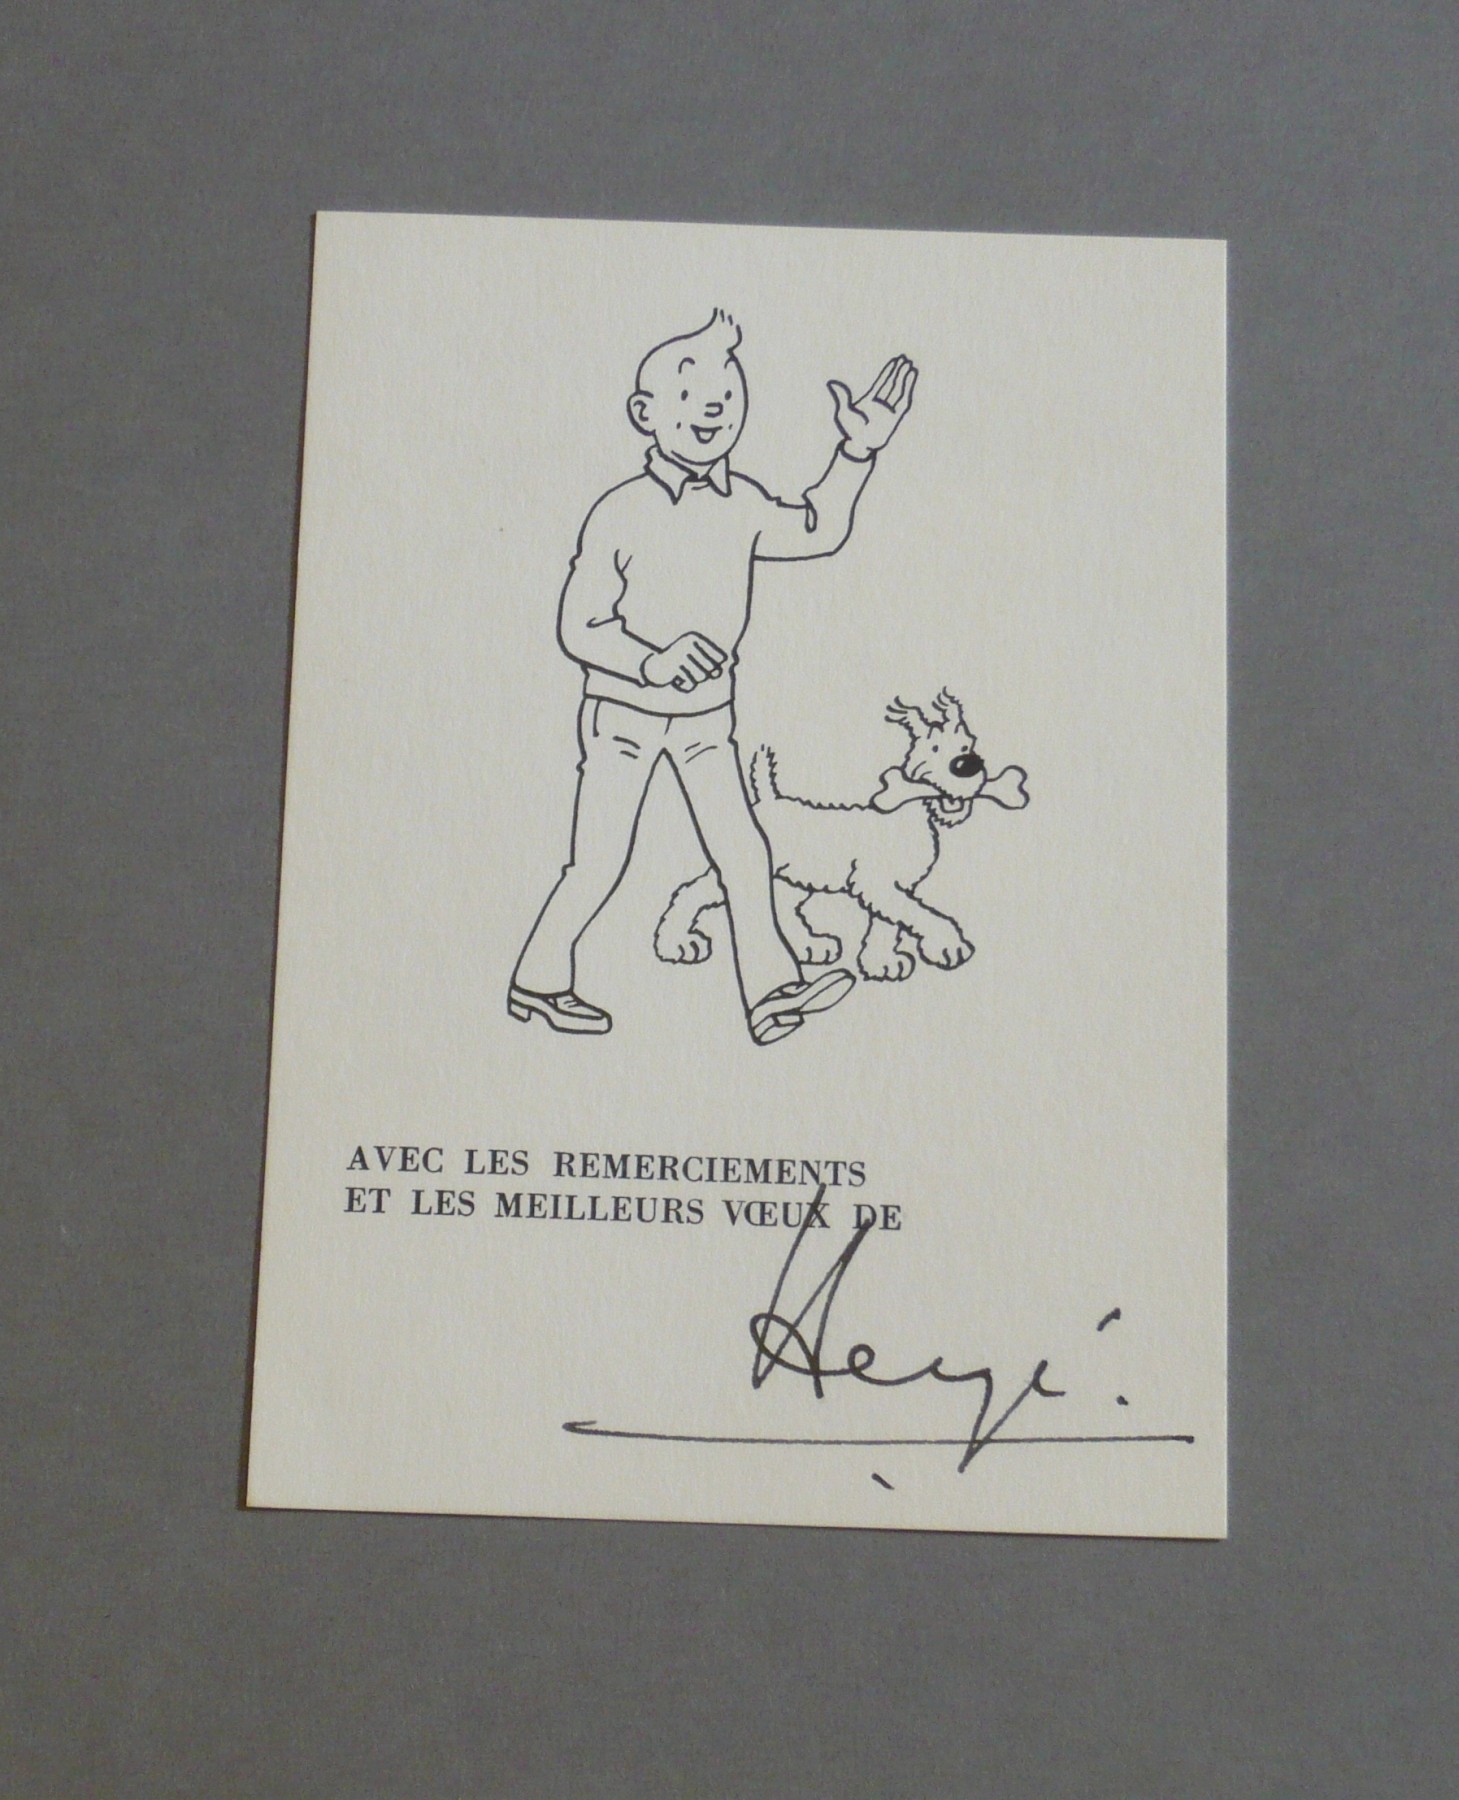 AVEC LES REMERCIEMENTS
ET LES MEILLEURS VŒUX DE
Hergé.